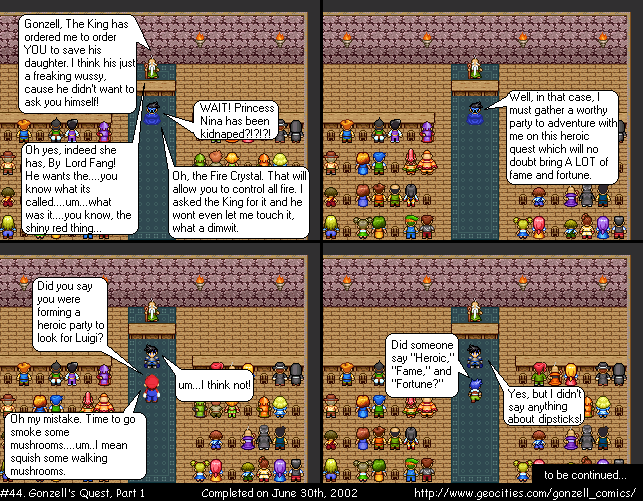 Gonzell, The King has
ordered me to order
YOU to save his
daughter. I think his just
a freaking wussy,
cause he didn't want to
ask you himself!
WAIT! Princess
Nina has been
kidnaped?!?!?!
Oh yes, indeed she
has, By Lord Fang!
He wants the....you
know what its
called....um...what
was it....you know, the
shiny red thing...
Oh, the Fire Crystal. That will
allow you to control all fire. I
asked the King for it and he
wont even let me touch it,
what a dimwit.
Well, in that case, I
must gather a worthy
party to adventure with
me on this heroic
quest which will no
doubt bring A LOT of
fame and fortune.
Did you say
you were
forming a
heroic party to
look for Luigi?
um...I think not!
Oh my mistake. Time to go
smoke some
mushrooms....um..I mean
squish some walking
mushrooms.
Did someone
say "Heroic,"
"Fame," and
"Fortune?"
Yes, but I didn't
say anything
about dipsticks!
to be continued...
#44. Gonzell's Quest, Part 1
Completed on June 30th, 2002
http://www.geocities.com/gonzell_comics/